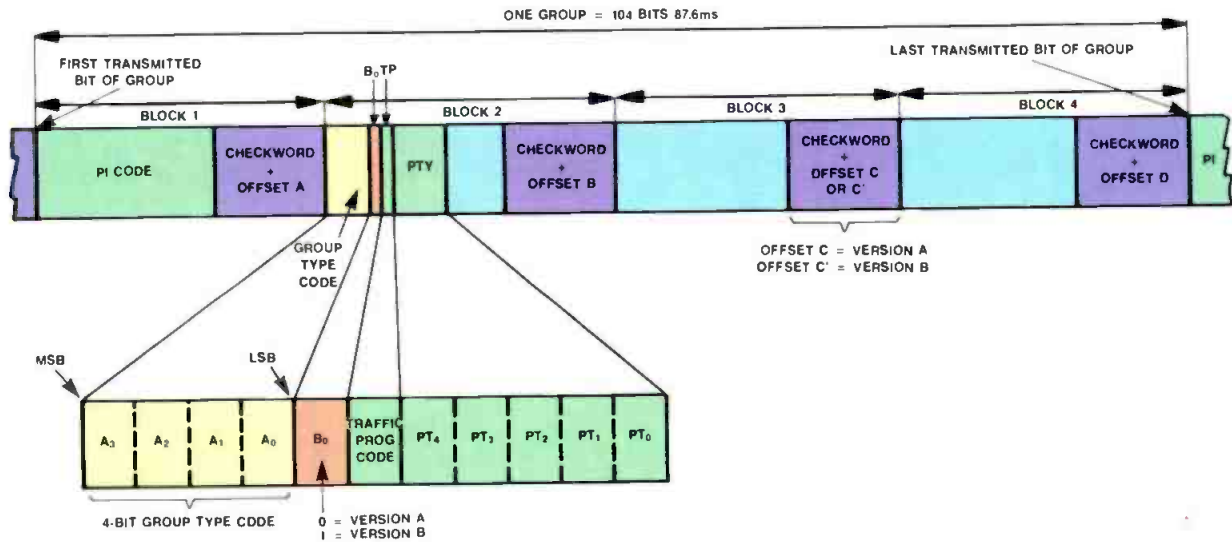 ONE GROUP = 104 BITS 87.6ms
FIRST TRANSMITTED
BIT OF GROUP
B₀ TP
LAST TRANSMITTED
BIT OF GROUP
BLOCK 1
BLOCK 2
BLOCK 3
BLOCK 4
PI CODE
CHECKWORD
+
OFFSET A
PTY
CHECKWORD
+
OFFSET B
CHECKWORD
+
OFFSET C
OR C'
CHECKWORD
+
OFFSET D
PI
GROUP
TYPE
CODE
OFFSET C = VERSION A
OFFSET C' = VERSION B
MSB
LSB
A₃
A₂
A₁
A₀
B₀
TRAFFIC
PROG
CODE
PT₄
PT₃
PT₂
PT₁
PT₀
4-BIT GROUP TYPE CODE
0 = VERSION A
1 = VERSION B